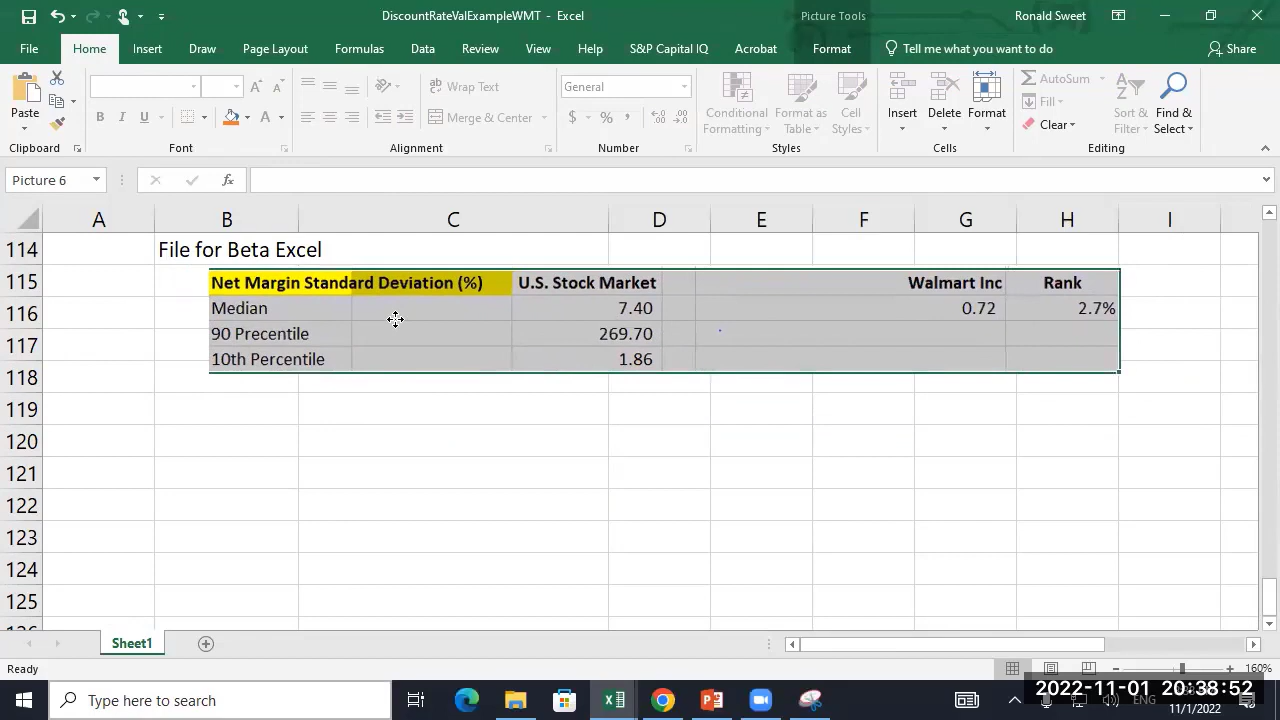 DiscountRateValExampleWMT - Excel
Picture Tools
Ronald Sweet
File Home Insert Draw Page Layout Formulas Data Review View Help S&P Capital IQ Acrobat Format Tell me what you want to do Share
Paste
Clipboard
B I U A
Font
ab Wrap Text
Merge & Center
Alignment
General
$ % ,
Number
Conditional Formatting
Format as Table
Cell Styles
Styles
Insert
Delete
Format
Cells
AutoSum
Fill
Clear
Sort & Filter
Find & Select
Editing
Picture 6
fx
A B C D E F G H I
114 File for Beta Excel
115 Net Margin Standard Deviation (%) U.S. Stock Market Walmart Inc Rank
116 Median 7.40 0.72 2.7%
117 90 Precentile 269.70
118 10th Percentile 1.86
119
120
121
122
123
124
125
Sheet1
Ready
160%
Type here to search
2022-11-01 20:38:52
ENG
11/1/2022